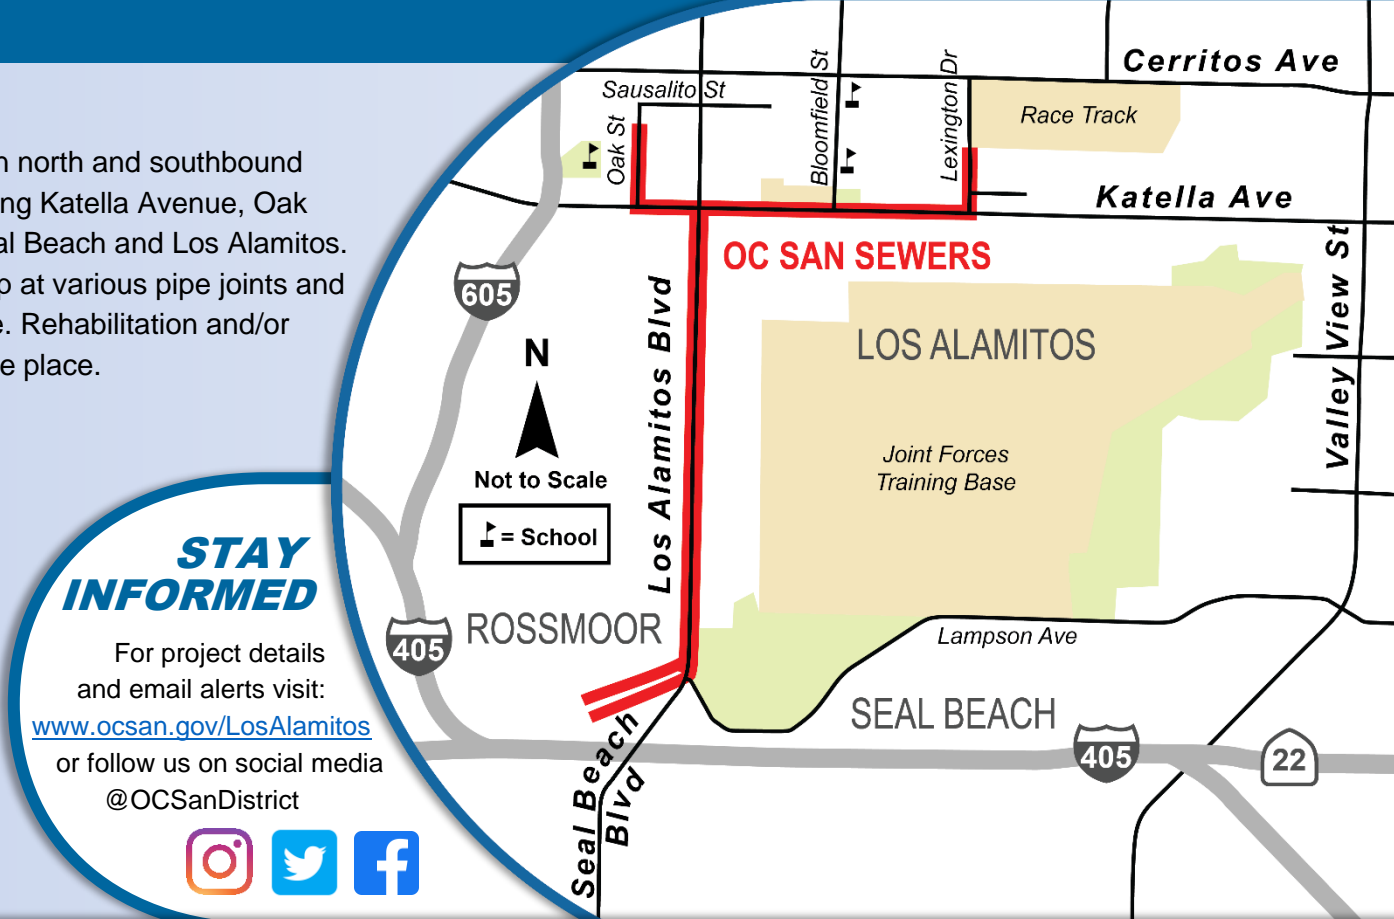 n north and southbound
ng Katella Avenue, Oak
al Beach and Los Alamitos.
p at various pipe joints and
e. Rehabilitation and/or
e place.
STAY
INFORMED
For project details
and email alerts visit:
www.ocsan.gov/LosAlamitos
or follow us on social media
@OCSanDistrict
Cerritos Ave
Sausalito St
Oak St
Bloomfield St
Lexington Dr
Race Track
Katella Ave
OC SAN SEWERS
605
N
Not to Scale
= School
Los Alamitos Blvd
LOS ALAMITOS
Joint Forces
Training Base
Valley View St
ROSSMOOR
405
Lampson Ave
SEAL BEACH
Seal Beach
Blvd
405
22